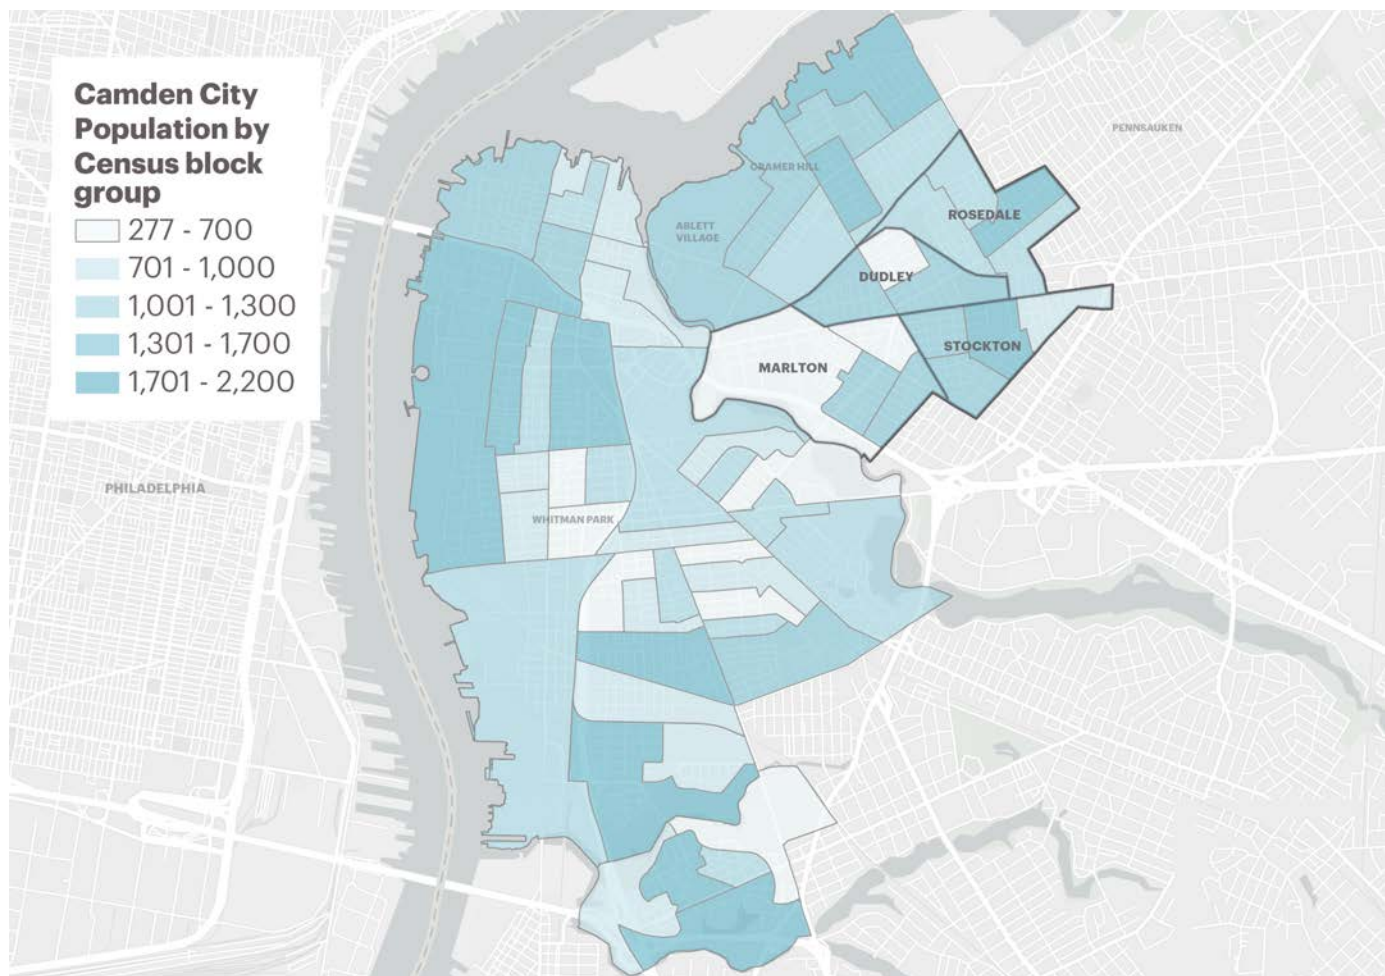 Camden City
Population by
Census block
group
277 - 700
701 - 1,000
1,001 - 1,300
1,301 - 1,700
1,701 - 2,200
PENNSAUKEN
CRAMER HILL
ROSEDALE
ABLETT
VILLAGE
DUDLEY
STOCKTON
MARLTON
PHILADELPHIA
WHITMAN PARK